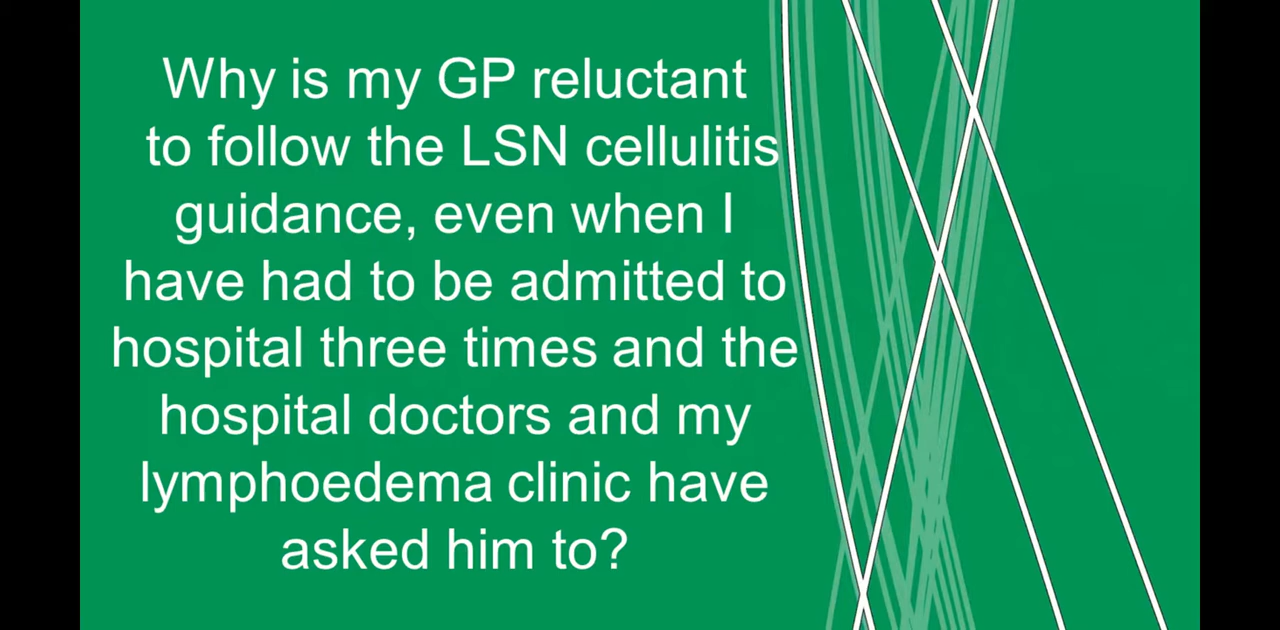 Why is my GP reluctant
to follow the LSN cellulitis
guidance, even when I
have had to be admitted to
hospital three times and the
hospital doctors and my
lymphoedema clinic have
asked him to?